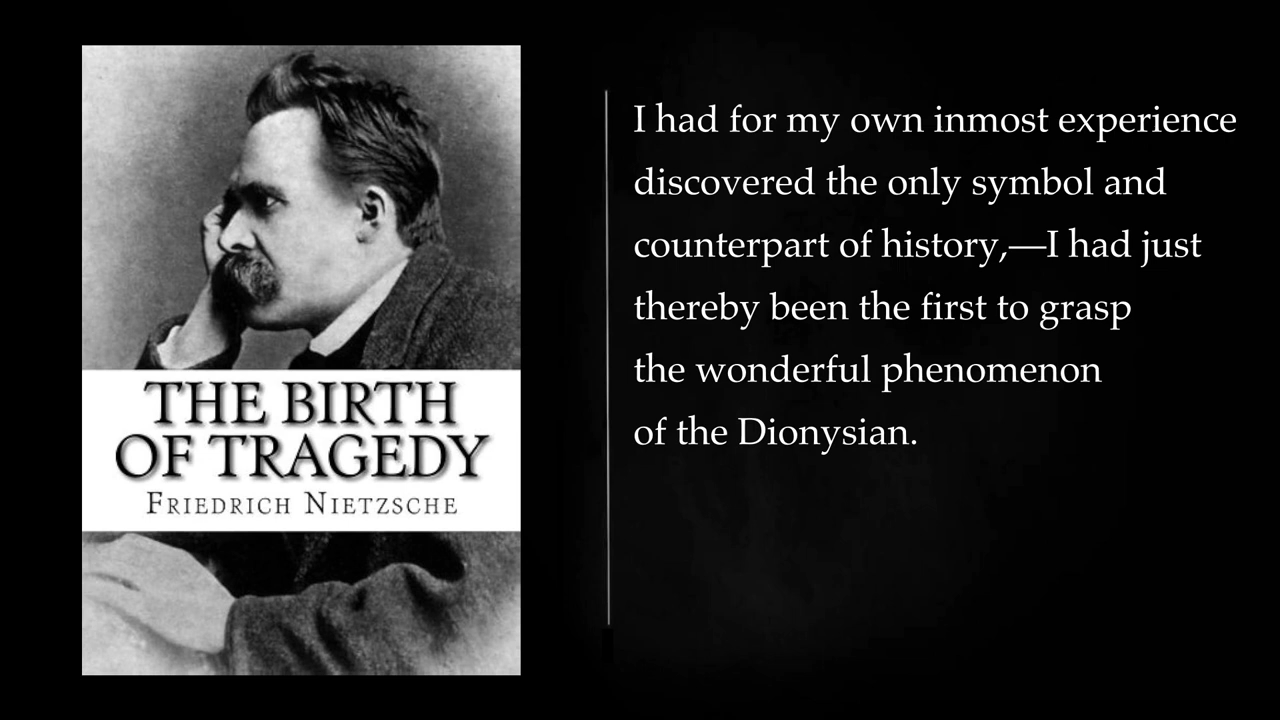 THE BIRTH
OF TRAGEDY
FRIEDRICH NIETZSCHE
I had for my own inmost experience
discovered the only symbol and
counterpart of history,—I had just
thereby been the first to grasp
the wonderful phenomenon
of the Dionysian.